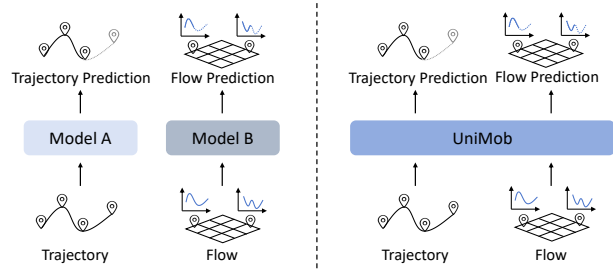 Trajectory Prediction
Flow Prediction
Model A
Model B
Trajectory
Flow
Trajectory Prediction
Flow Prediction
UniMob
Trajectory
Flow